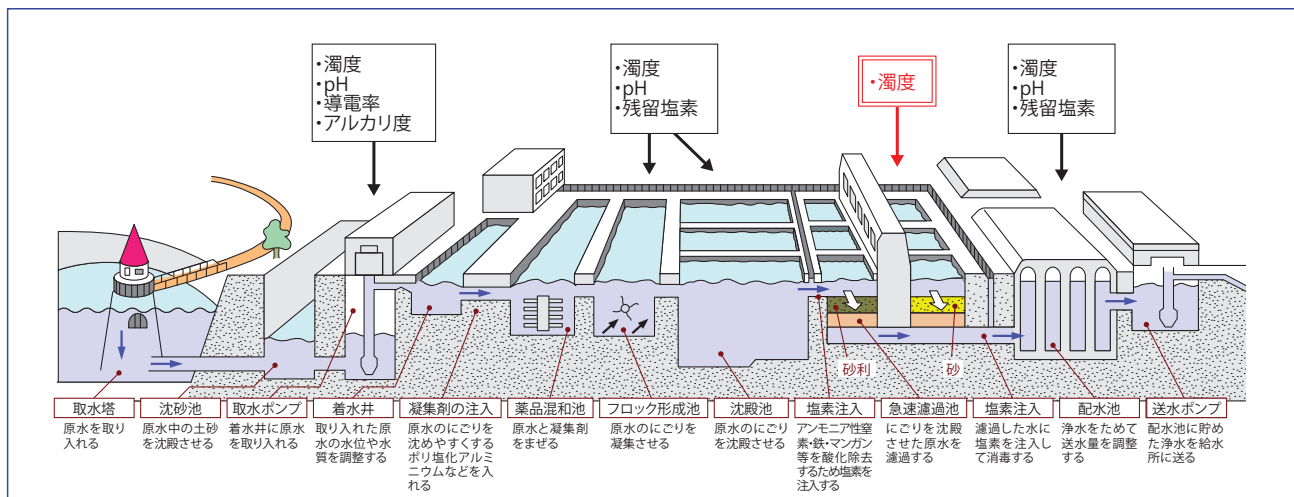 ・濁度
・pH
・導電率
・アルカリ度
・濁度
・pH
・残留塩素
・濁度
・濁度
・pH
・残留塩素
砂利
砂
取水塔
原水を取り
入れる
沈砂池
原水中の土砂
を沈殿させる
取水ポンプ
着水井に原水
を取り入れる
着水井
取り入れた原
水の水位や水
質を調整する
凝集剤の注入
原水のにごりを
沈めやすくする
ポリ塩化アルミ
ニウムなどを入
れる
薬品混和池
原水と凝集剤
をまぜる
フロック形成池
原水のにごりを
凝集させる
沈殿池
原水のにごり
を沈殿させる
塩素注入
アンモニア性窒
素・鉄・マンガン
等を酸化除去
するため塩素を
注入する
急速濾過池
にごりを沈殿
させた原水を
濾過する
塩素注入
濾過した水に
塩素を注入し
て消毒する
配水池
浄水をためて
送水量を調整
する
送水ポンプ
配水池に貯め
た浄水を給水
所に送る